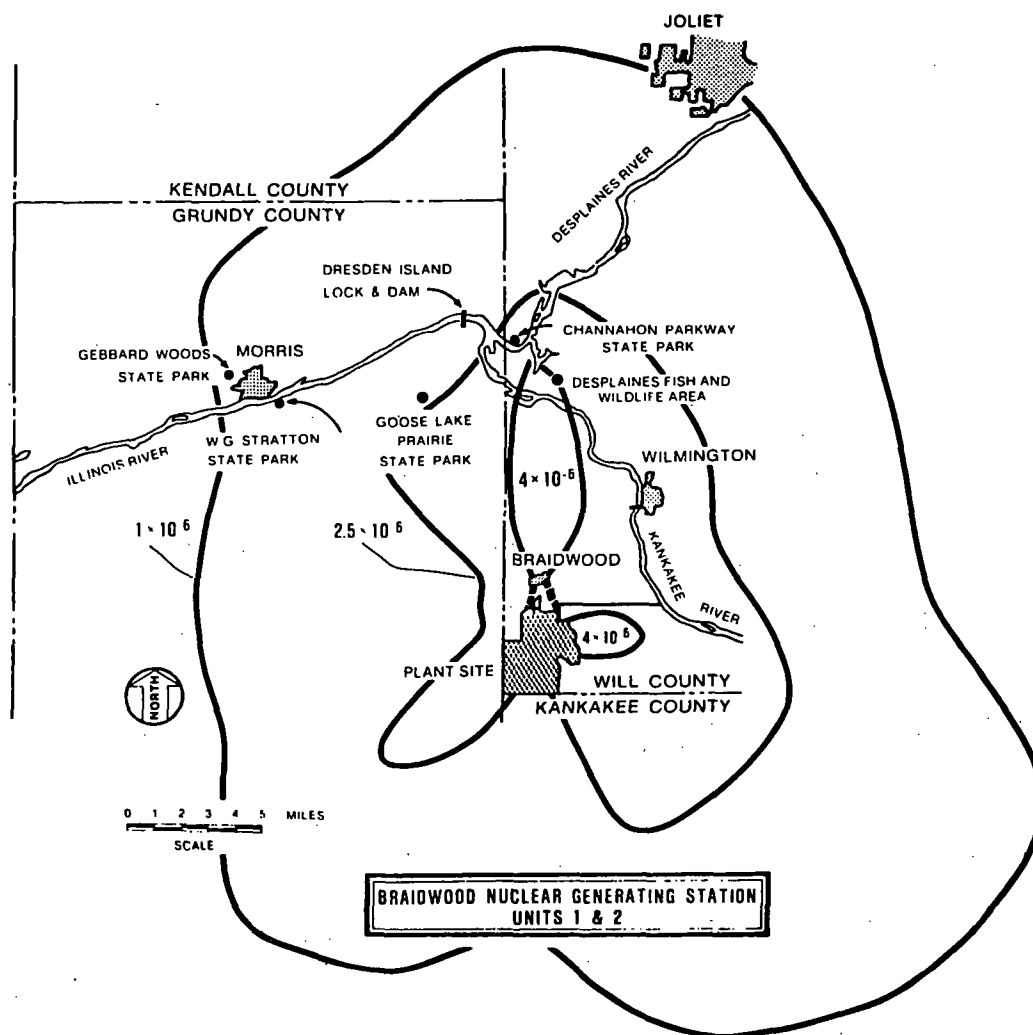 JOLIET
DESPLAINES RIVER
KENDALL COUNTY
GRUNDY COUNTY
DRESDEN ISLAND
LOCK & DAM
CHANNAHON PARKWAY
STATE PARK
GEBBARD WOODS
STATE PARK
MORRIS
DESPLAINES FISH AND
WILDLIFE AREA
GOOSE LAKE
PRAIRIE
STATE PARK
W.G STRATTON
STATE PARK
ILLINOIS RIVER
WILMINGTON
4 × 10⁻⁶
1 × 10⁶
2.5 × 10⁶
BRAIDWOOD
KANKAKEE
RIVER
4 × 10⁶
PLANT SITE
WILL COUNTY
KANKAKEE COUNTY
NORTH
0 1 2 3 4 5 MILES
SCALE
BRAIDWOOD NUCLEAR GENERATING STATION
UNITS 1 & 2